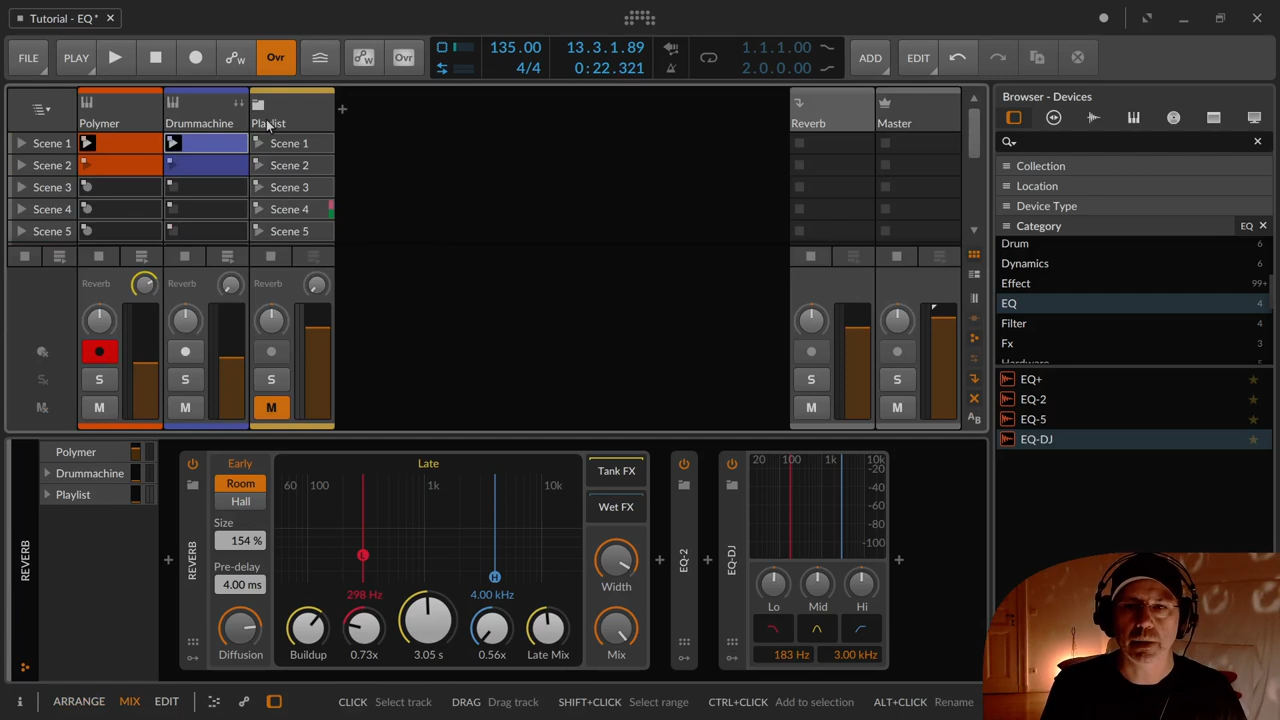 Tutorial - EQ *
FILE
PLAY
Ovr
Ovr
135.00
4/4
13.3.1.89
0:22.321
1.1.1.00
2.0.0.00
ADD
EDIT
Polymer
Drummachine
Playlist
Reverb
Master
Scene 1
Scene 1
Scene 2
Scene 2
Scene 3
Scene 3
Scene 4
Scene 4
Scene 5
Scene 5
Reverb
Reverb
Reverb
S
S
S
S
S
M
M
M
M
M
AB
Browser - Devices
Collection
Location
Device Type
Category EQ
Drum 6
Dynamics 6
Effect 99+
EQ 4
Filter 4
Fx 3
EQ+
EQ-2
EQ-5
EQ-DJ
REVERB
Polymer
Drummachine
Playlist
REVERB
Early
Room
Hall
Size
154 %
Pre-delay
4.00 ms
Diffusion
Late
60 100 1k 10k
L
H
298 Hz
4.00 kHz
Buildup
0.73x
3.05 s
0.56x
Late Mix
Tank FX
Wet FX
Width
Mix
EQ-2
EQ-DJ
20 100 1k 10k
-20
-40
-60
-80
-100
Lo Mid Hi
183 Hz
3.00 kHz
i
ARRANGE
MIX
EDIT
CLICK Select track
DRAG Drag track
SHIFT+CLICK Select range
CTRL+CLICK Add to selection
ALT+CLICK Rename